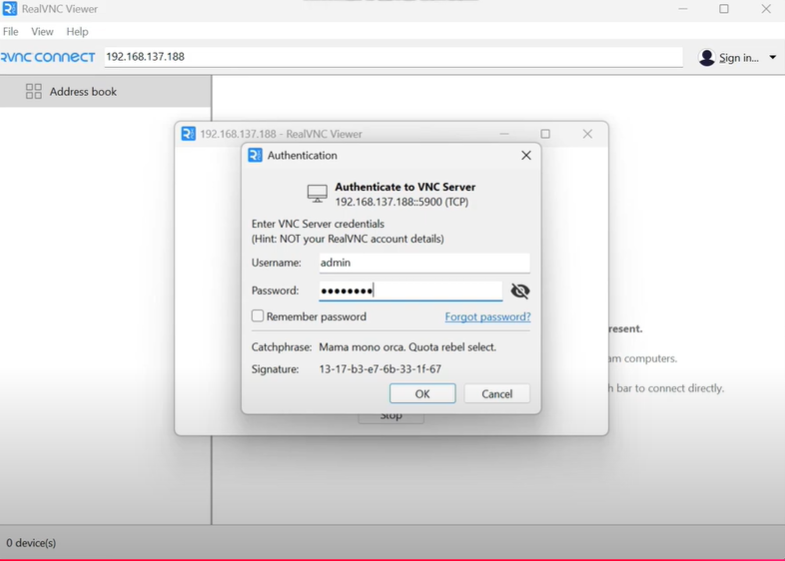 RealVNC Viewer
File View Help
RVNC CONNECT 192.168.137.188 Sign in...
Address book
192.168.137.188 - RealVNC Viewer
Authentication
Authenticate to VNC Server
192.168.137.188::5900 (TCP)
Enter VNC Server credentials
(Hint: NOT your RealVNC account details)
Username: admin
Password: ••••••••
Remember password Forgot password?
Catchphrase: Mama mono orca. Quota rebel select.
Signature: 13-17-b3-e7-6b-33-1f-67
OK Cancel
Stop
resent.
am computers.
h bar to connect directly.
0 device(s)